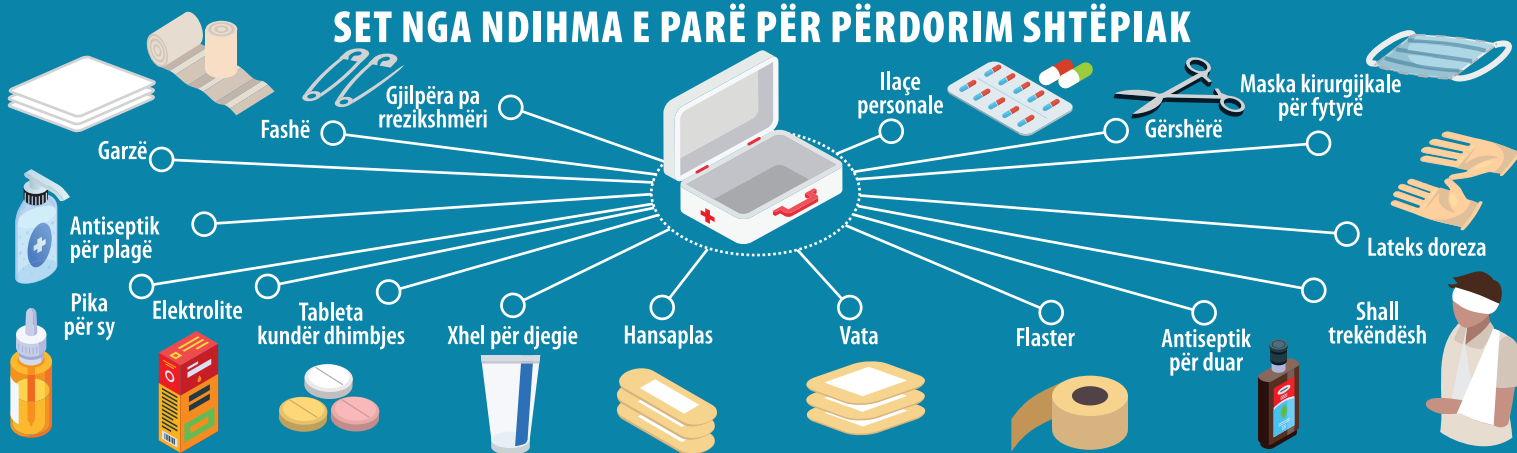 SET NGA NDIHMA E PARË PËR PËRDORIM SHTËPIAK
Gjilpëra pa
rrezikshmëri
Fashë
Garzë
Antiseptik
për plagë
Pika
për sy
Elektrolite
Tableta
kundër dhimbjes
Xhel për djegie
Hansaplas
Vata
Flaster
Antiseptik
për duar
Shall
trekëndësh
Lateks doreza
Maska kirurgjikale
për fytyrë
Gërshërë
Ilaçe
personale